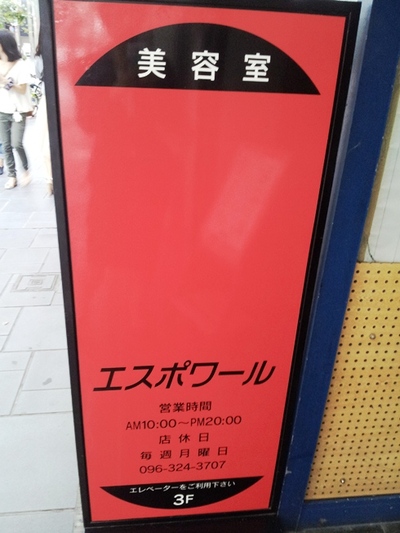 美容室
エスポワール
営業時間
AM10:00～PM20:00
店休日
毎週月曜日
096-324-3707
エレベーターをご利用下さい
3F